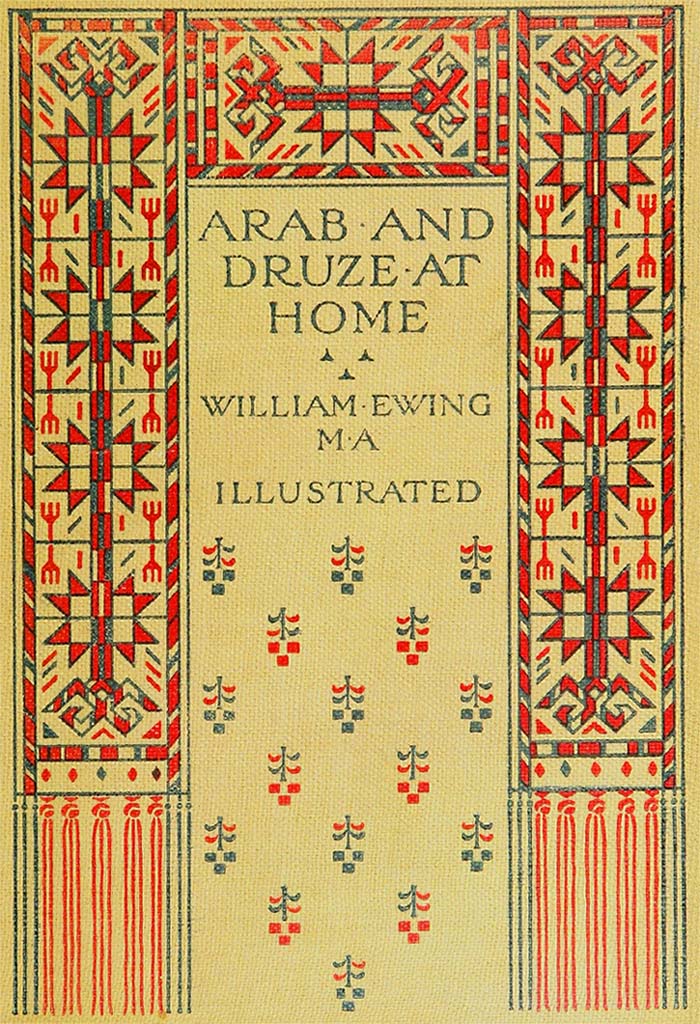 ARAB · AND
DRUZE · AT
HOME
WILLIAM · EWING
M · A
ILLUSTRATED